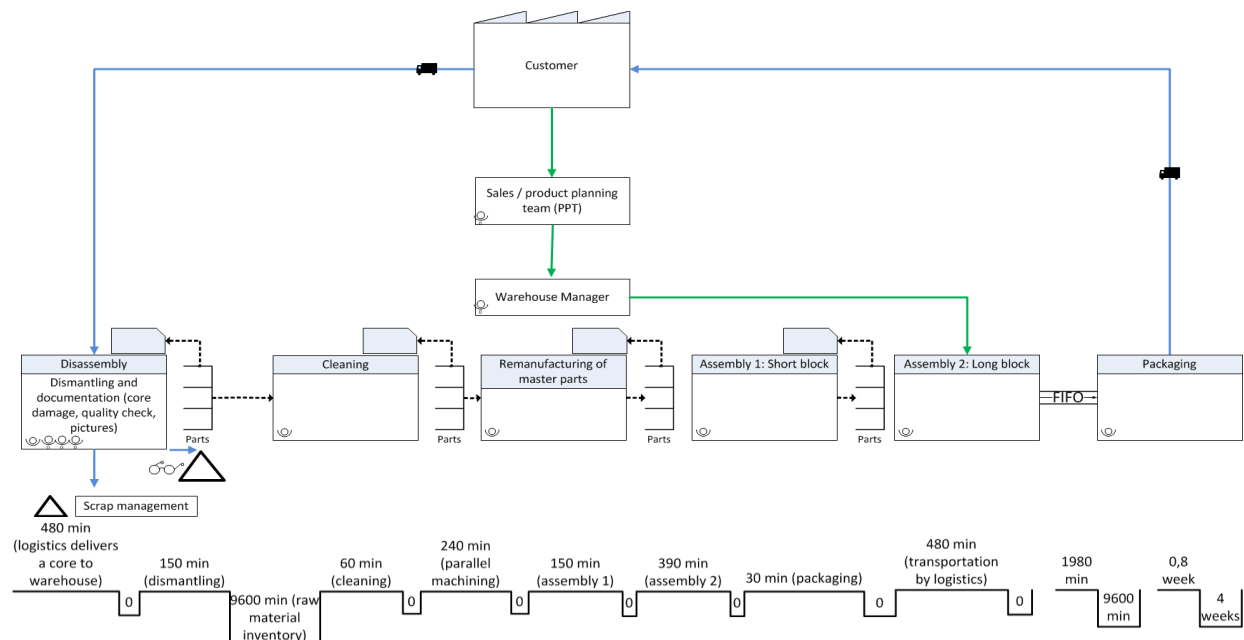 Customer
Sales / product planning
team (PPT)
Warehouse Manager
Disassembly
Dismantling and
documentation (core
damage, quality check,
pictures)
Parts
Cleaning
Parts
Remanufacturing of
master parts
Parts
Assembly 1: Short block
Parts
Assembly 2: Long block
FIFO
Packaging
Scrap management
480 min
(logistics delivers
a core to
warehouse)
0
150 min
(dismantling)
9600 min (raw
material
inventory)
60 min
(cleaning)
0
240 min
(parallel
machining)
0
150 min
(assembly 1)
0
390 min
(assembly 2)
0
30 min (packaging)
0
480 min
(transportation
by logistics)
0
1980
min
9600
min
0,8
week
4
weeks